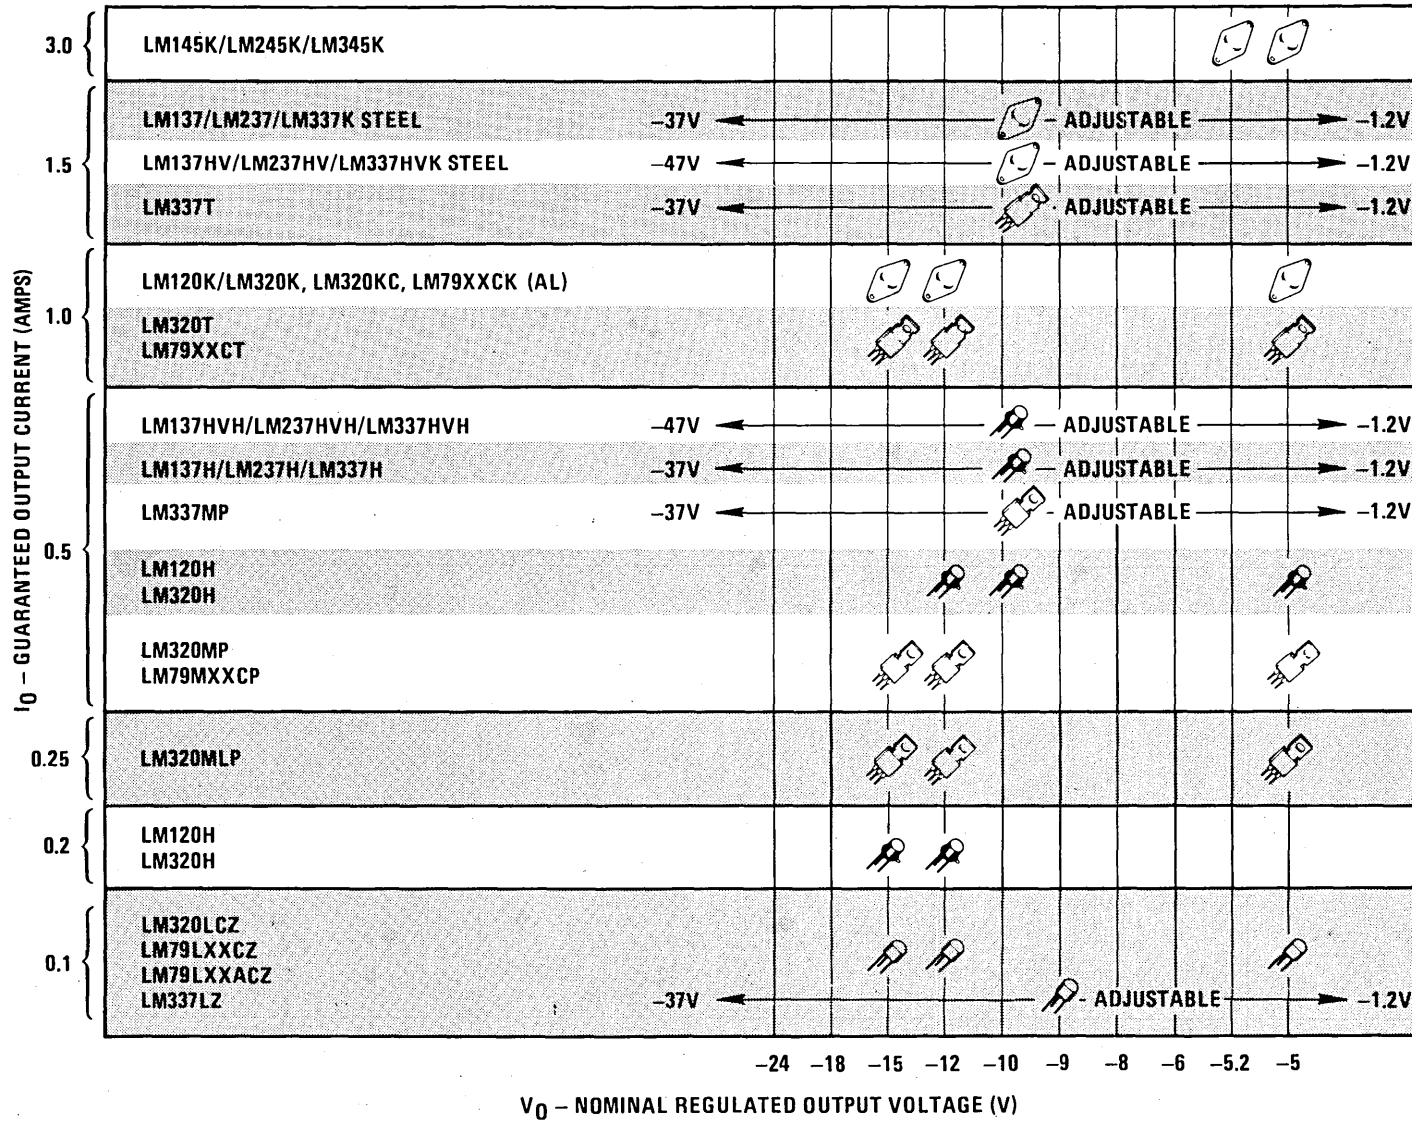 3.0 LM145K/LM245K/LM345K
LM137/LM237/LM337K STEEL –37V ADJUSTABLE –1.2V
1.5 LM137HV/LM237HV/LM337HVK STEEL –47V ADJUSTABLE –1.2V
LM337T –37V ADJUSTABLE –1.2V
LM120K/LM320K, LM320KC, LM79XXCK (AL)
1.0
LM320T
LM79XXCT
LM137HVH/LM237HVH/LM337HVH –47V ADJUSTABLE –1.2V
LM137H/LM237H/LM337H –37V ADJUSTABLE –1.2V
LM337MP –37V ADJUSTABLE –1.2V
0.5
LM120H
LM320H
LM320MP
LM79MXXCP
0.25 LM320MLP
0.2
LM120H
LM320H
LM320LCZ
LM79LXXCZ
0.1
LM79LXXACZ
LM337LZ –37V ADJUSTABLE –1.2V
–24 –18 –15 –12 –10 –9 –8 –6 –5.2 –5
VO – NOMINAL REGULATED OUTPUT VOLTAGE (V)
IO – GUARANTEED OUTPUT CURRENT (AMPS)